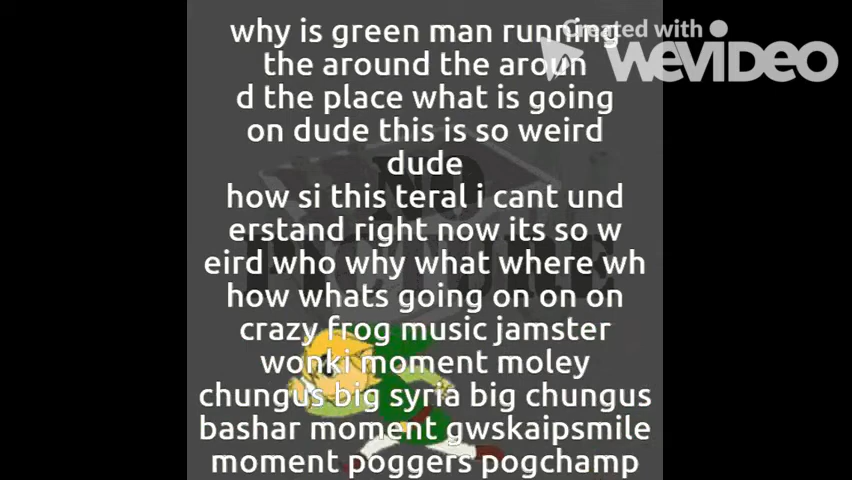 Created with
WEVIDEO
why is green man running
the around the aroun
d the place what is going
on dude this is so weird
dude
how si this teral i cant und
erstand right now its so w
eird who why what where wh
how whats going on on on
crazy frog music jamster
wonki moment moley
chungus big syria big chungus
bashar moment gwskaipsmile
moment poggers pogchamp
NO
PICTURE